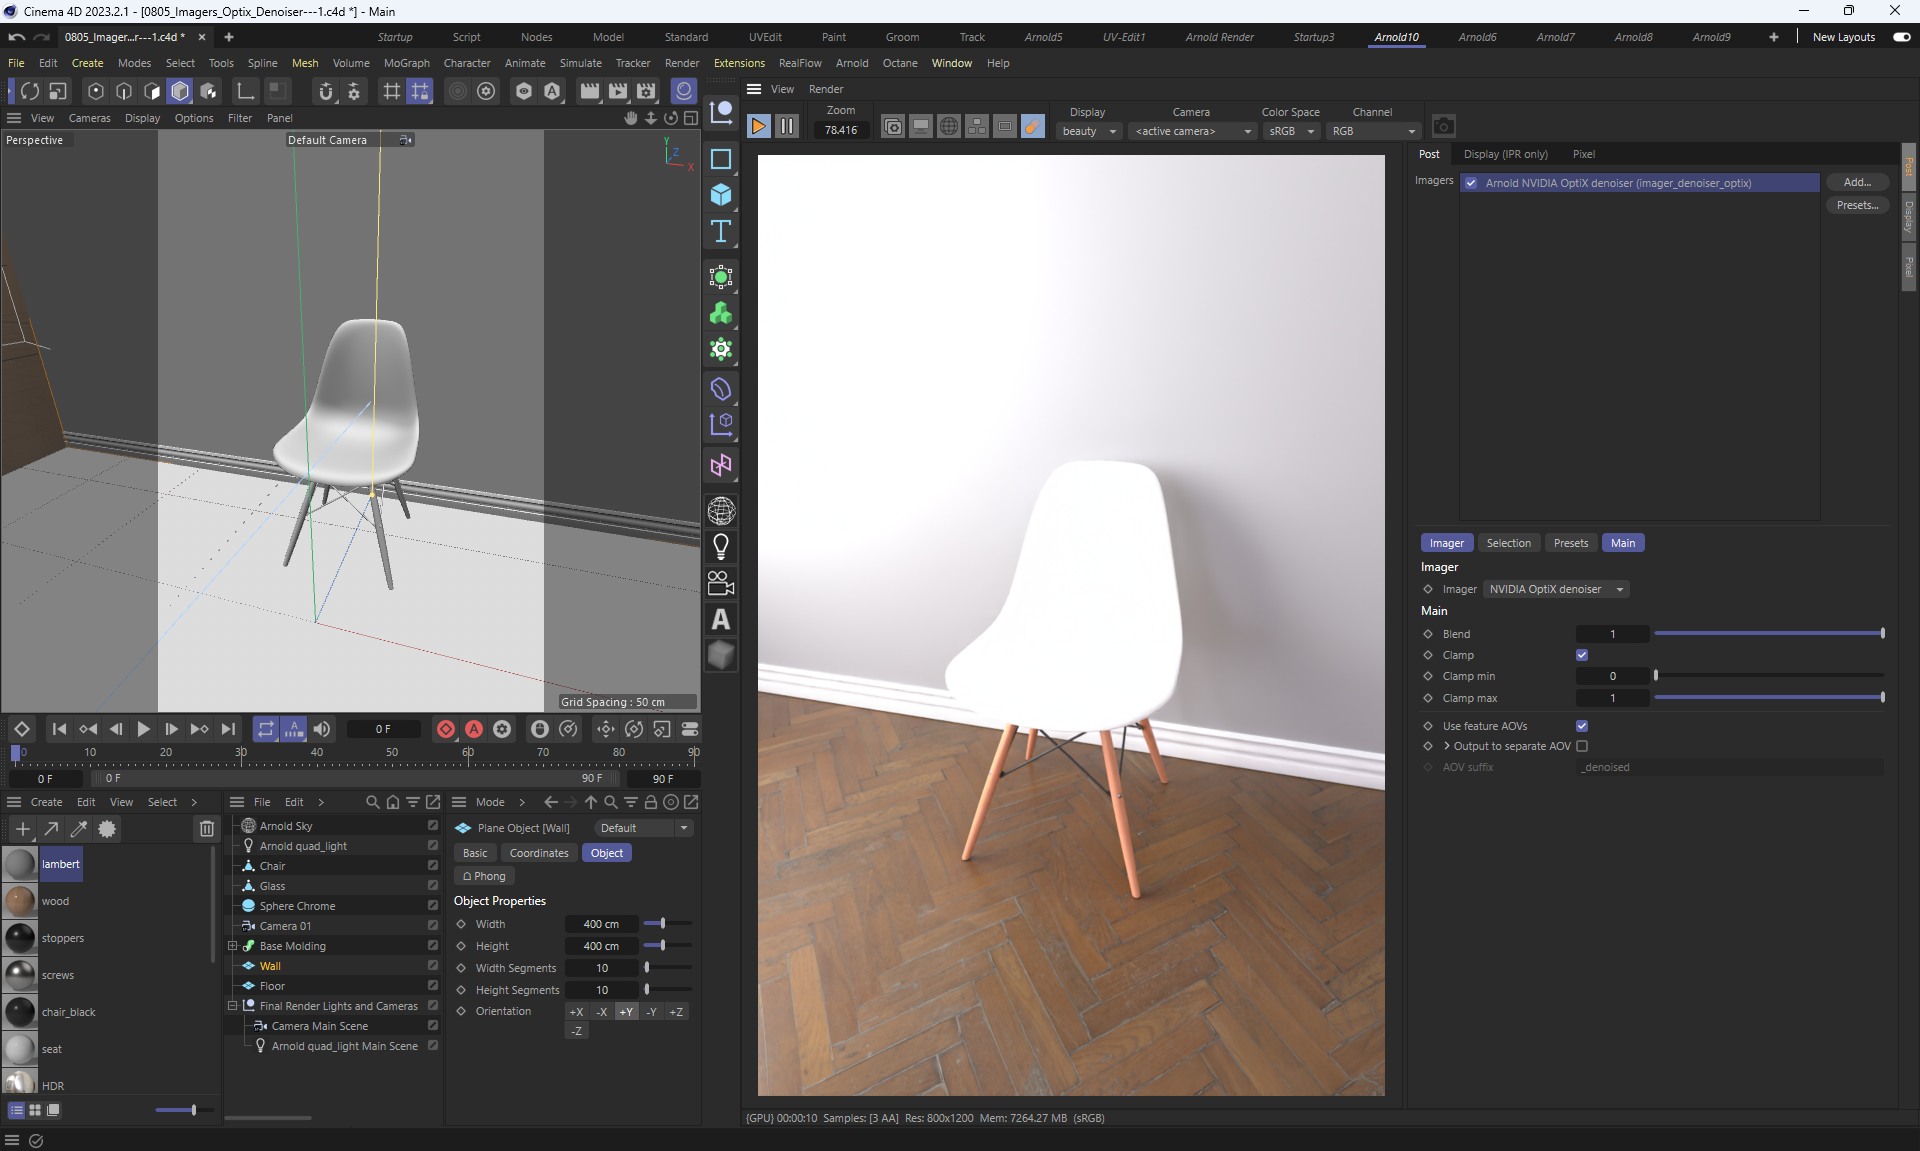 Cinema 4D 2023.2.1 - [0805_Imagers_Optix_Denoiser---1.c4d *] - Main
0805_Imager...r---1.c4d *
Startup
Script
Nodes
Model
Standard
UVEdit
Paint
Groom
Track
Arnold5
UV-Edit1
Arnold Render
Startup3
Arnold10
Arnold6
Arnold7
Arnold8
Arnold9
New Layouts
File Edit Create Modes Select Tools Spline Mesh Volume MoGraph Character Animate Simulate Tracker Render Extensions RealFlow Arnold Octane Window Help
View Cameras Display Options Filter Panel
Perspective
Default Camera
Y
Z
X
Grid Spacing : 50 cm
View Render
Zoom
78.416
Display
beauty
Camera
<active camera>
Color Space
sRGB
Channel
RGB
{GPU} 00:00:10 Samples: [3 AA] Res: 800x1200 Mem: 7264.27 MB (sRGB)
Post
Display (IPR only)
Pixel
Imagers
Arnold NVIDIA OptiX denoiser (imager_denoiser_optix)
Add...
Presets...
Post
Display
Pixel
Imager
Selection
Presets
Main
Imager
Imager NVIDIA OptiX denoiser
Main
Blend 1
Clamp
Clamp min 0
Clamp max 1
Use feature AOVs
Output to separate AOV
AOV suffix _denoised
0 F
0 10 20 30 40 50 60 70 80 90
0 F
0 F
90 F
90 F
Create Edit View Select
lambert
wood
stoppers
screws
chair_black
seat
HDR
File Edit
Arnold Sky
Arnold quad_light
Chair
Glass
Sphere Chrome
Camera 01
Base Molding
Wall
Floor
Final Render Lights and Cameras
Camera Main Scene
Arnold quad_light Main Scene
Mode
Plane Object [Wall]
Default
Basic
Coordinates
Object
Phong
Object Properties
Width 400 cm
Height 400 cm
Width Segments 10
Height Segments 10
Orientation +X -X +Y -Y +Z
-Z